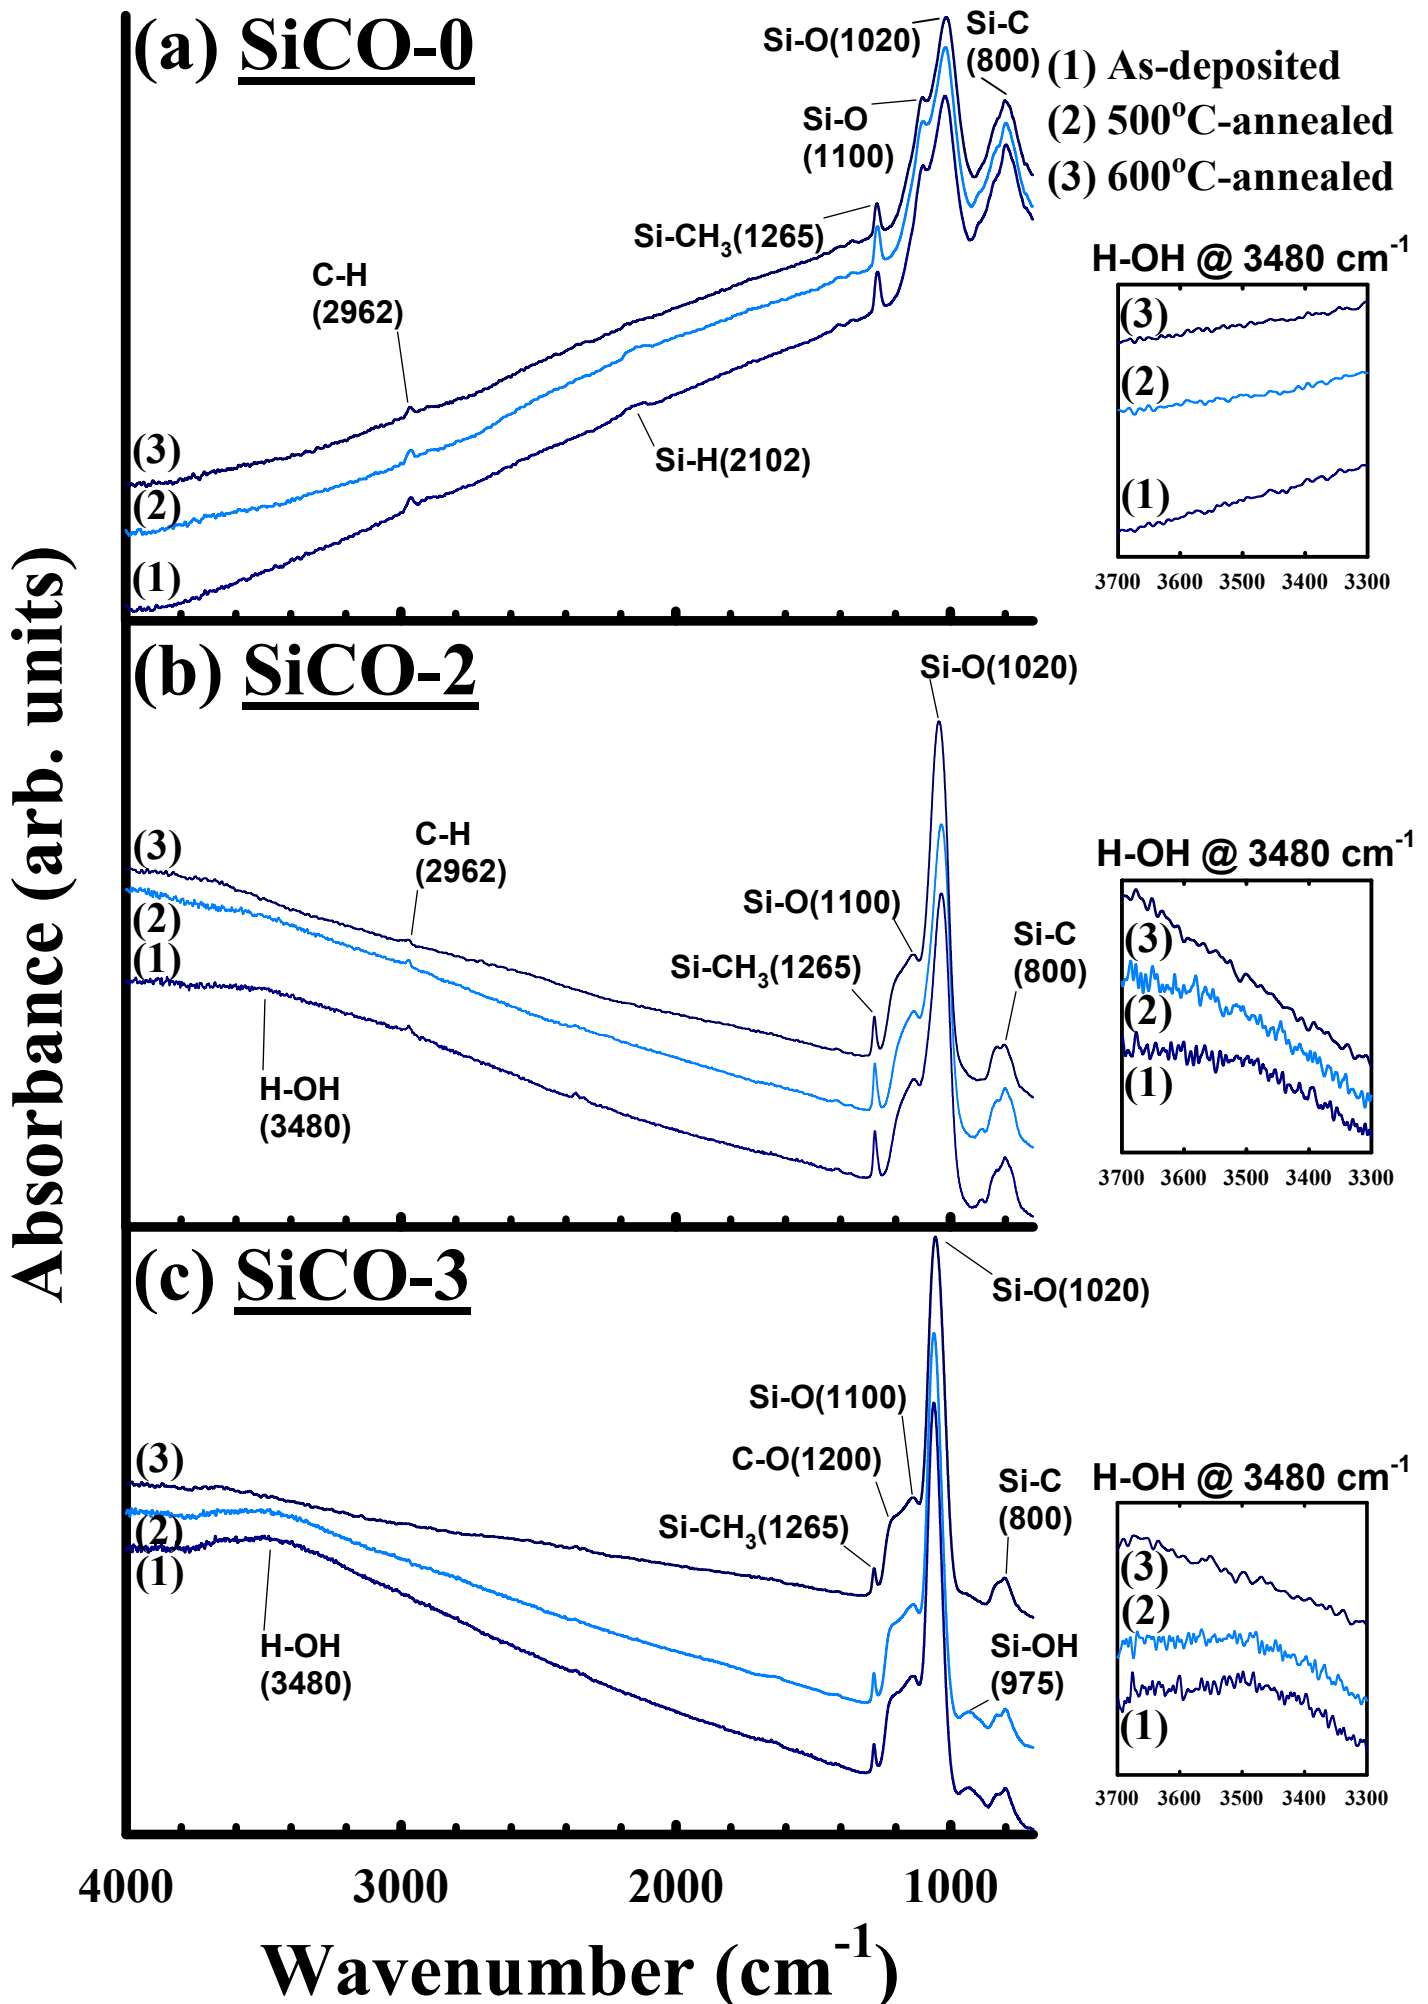 Absorbance (arb. units)
(a) SiCO-0
Si-O(1020)
Si-C
(800)
(1) As-deposited
(2) 500°C-annealed
(3) 600°C-annealed
Si-O
(1100)
Si-CH₃(1265)
C-H
(2962)
Si-H(2102)
(3)
(2)
(1)
H-OH @ 3480 cm⁻¹
(3)
(2)
(1)
3700 3600 3500 3400 3300
(b) SiCO-2
Si-O(1020)
C-H
(2962)
Si-O(1100)
Si-C
(800)
Si-CH₃(1265)
H-OH
(3480)
(3)
(2)
(1)
H-OH @ 3480 cm⁻¹
(3)
(2)
(1)
3700 3600 3500 3400 3300
(c) SiCO-3
Si-O(1020)
Si-O(1100)
C-O(1200)
Si-C
(800)
Si-CH₃(1265)
H-OH
(3480)
Si-OH
(975)
(3)
(2)
(1)
H-OH @ 3480 cm⁻¹
(3)
(2)
(1)
3700 3600 3500 3400 3300
4000 3000 2000 1000
Wavenumber (cm⁻¹)